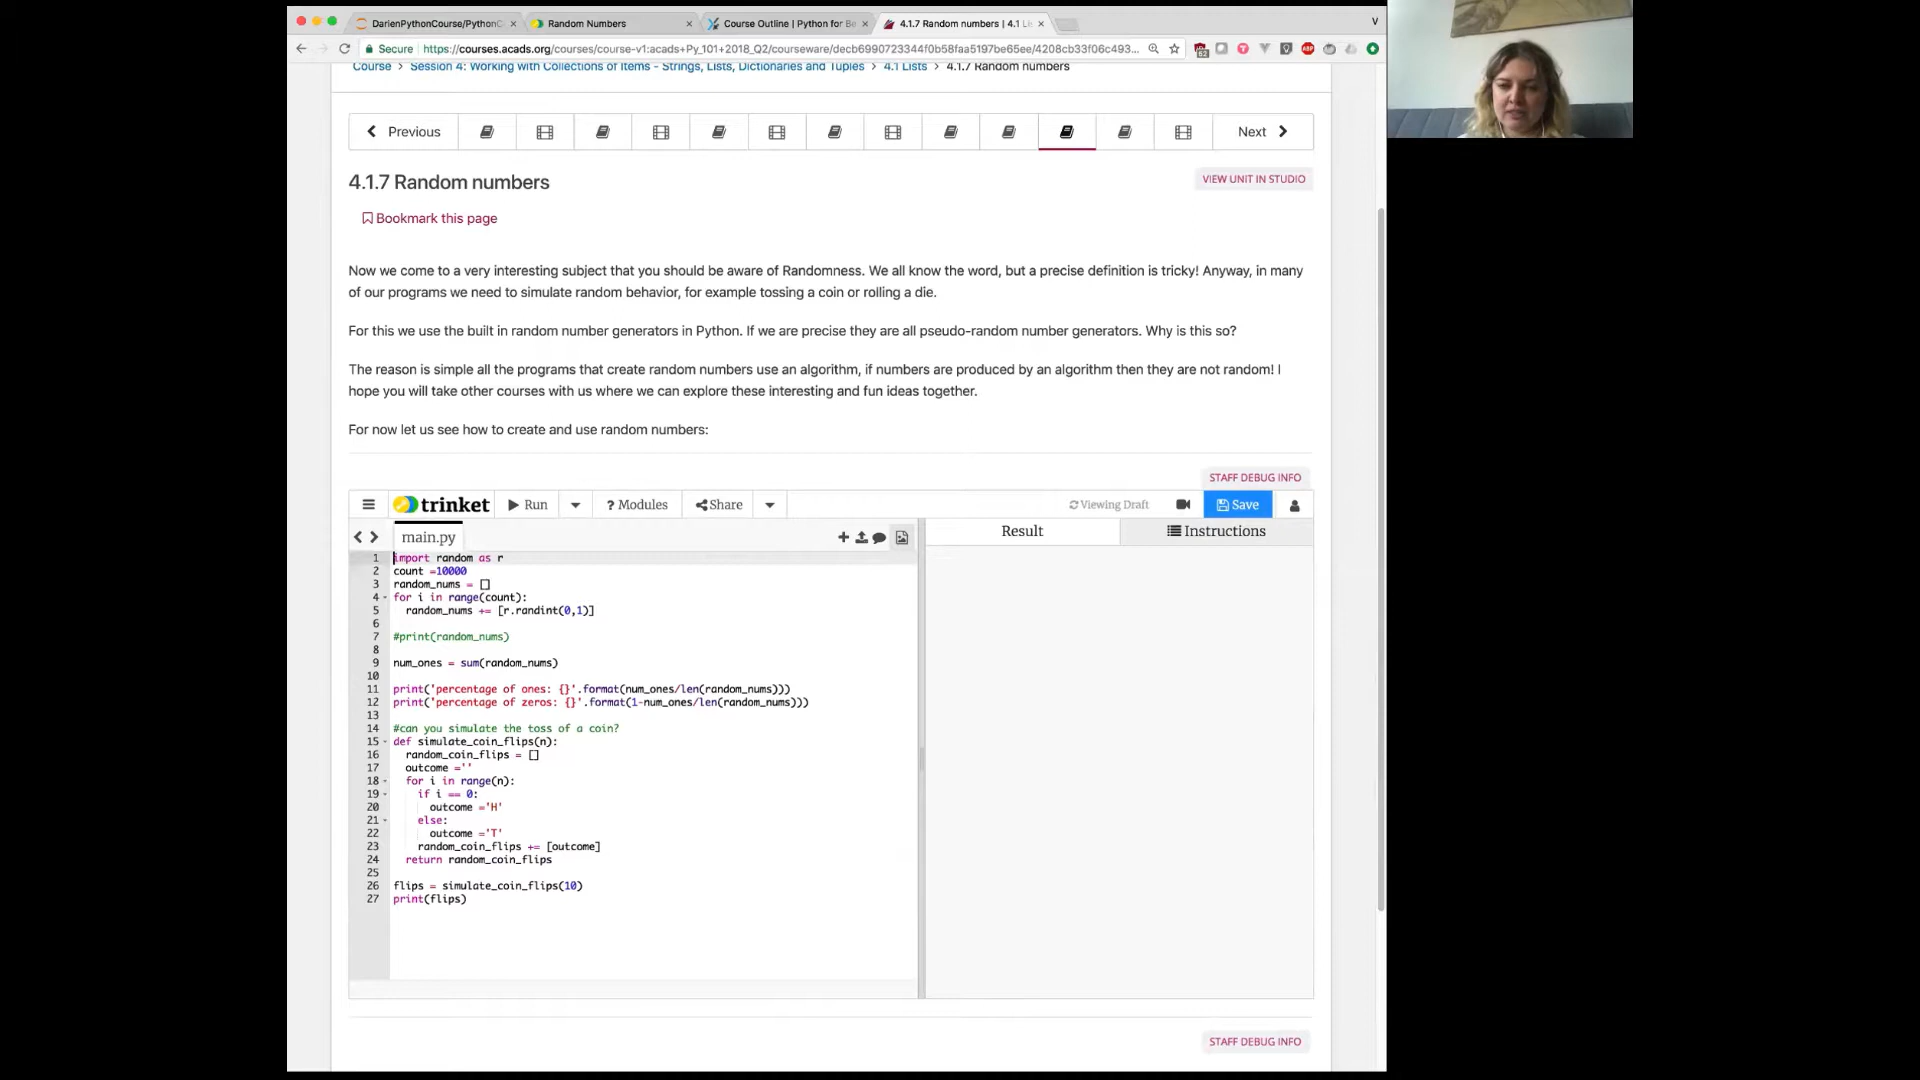 DarienPythonCourse/PythonC
Random Numbers
Course Outline | Python for Be
4.1.7 Random numbers | 4.1 Li
Secure https://courses.acads.org/courses/course-v1:acads+Py_101+2018_Q2/courseware/decb6990723344f0b58faa5197be65ee/4208cb33f06c493...
Course > Session 4: Working with Collections of Items - Strings, Lists, Dictionaries and Tuples > 4.1 Lists > 4.1.7 Random numbers
Previous
Next
4.1.7 Random numbers
VIEW UNIT IN STUDIO
Bookmark this page
Now we come to a very interesting subject that you should be aware of Randomness. We all know the word, but a precise definition is tricky! Anyway, in many
of our programs we need to simulate random behavior, for example tossing a coin or rolling a die.
For this we use the built in random number generators in Python. If we are precise they are all pseudo-random number generators. Why is this so?
The reason is simple all the programs that create random numbers use an algorithm, if numbers are produced by an algorithm then they are not random! I
hope you will take other courses with us where we can explore these interesting and fun ideas together.
For now let us see how to create and use random numbers:
STAFF DEBUG INFO
trinket Run ? Modules Share Viewing Draft Save
main.py
Result Instructions
1 import random as r
2 count =10000
3 random_nums = []
4 for i in range(count):
5 random_nums += [r.randint(0,1)]
6
7 #print(random_nums)
8
9 num_ones = sum(random_nums)
10
11 print('percentage of ones: {}'.format(num_ones/len(random_nums)))
12 print('percentage of zeros: {}'.format(1-num_ones/len(random_nums)))
13
14 #can you simulate the toss of a coin?
15 def simulate_coin_flips(n):
16 random_coin_flips = []
17 outcome =''
18 for i in range(n):
19 if i == 0:
20 outcome ='H'
21 else:
22 outcome ='T'
23 random_coin_flips += [outcome]
24 return random_coin_flips
25
26 flips = simulate_coin_flips(10)
27 print(flips)
STAFF DEBUG INFO